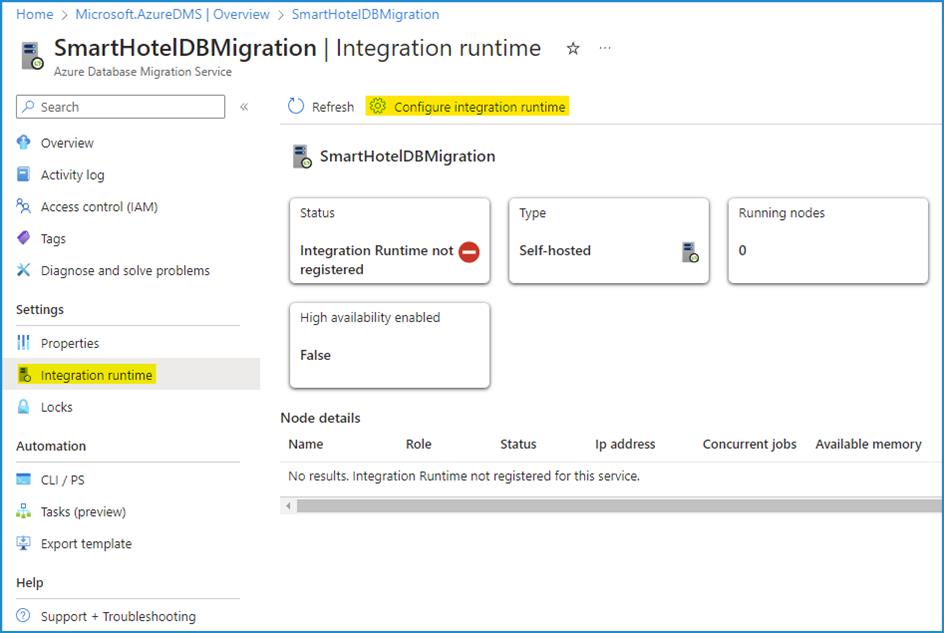 Home > Microsoft.AzureDMS | Overview > SmartHotelDBMigration
SmartHotelDBMigration | Integration runtime
Azure Database Migration Service
Search
Refresh Configure integration runtime
Overview
Activity log
Access control (IAM)
Tags
Diagnose and solve problems
Settings
Properties
Integration runtime
Locks
Automation
CLI / PS
Tasks (preview)
Export template
Help
Support + Troubleshooting
SmartHotelDBMigration
Status
Integration Runtime not
registered
Type
Self-hosted
Running nodes
0
High availability enabled
False
Node details
Name Role Status Ip address Concurrent jobs Available memory
No results. Integration Runtime not registered for this service.